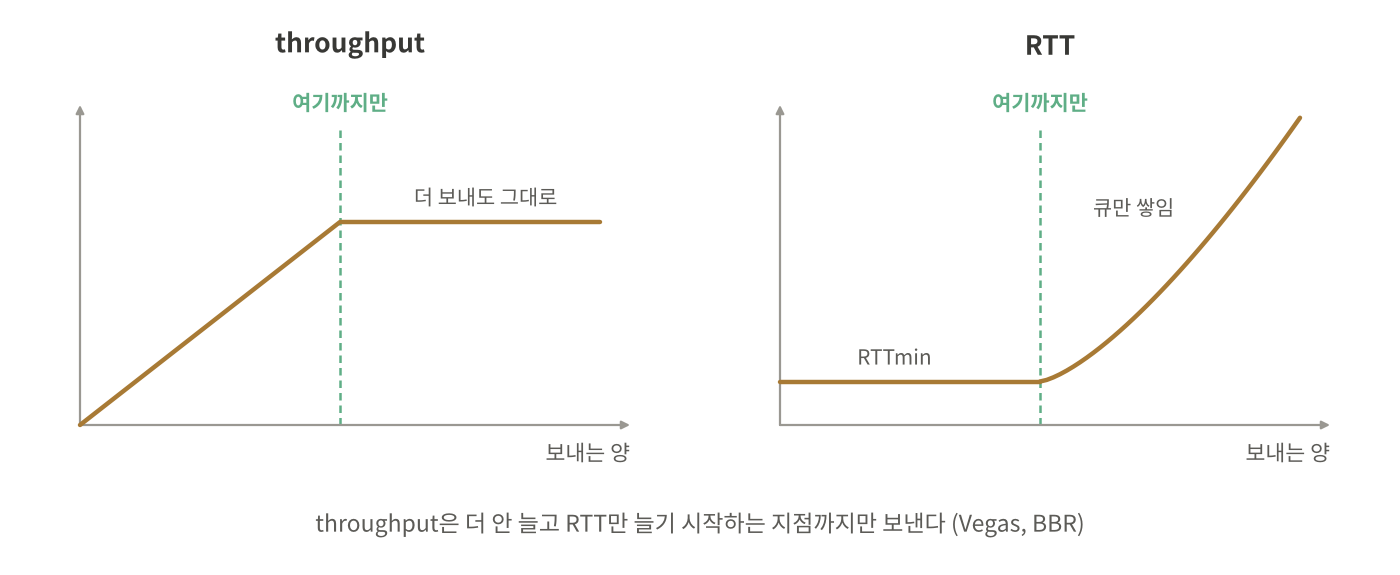 throughput
여기까지만
더 보내도 그대로
보내는 양
RTT
여기까지만
큐만 쌓임
RTTmin
보내는 양
throughput은 더 안 늘고 RTT만 늘기 시작하는 지점까지만 보낸다 (Vegas, BBR)